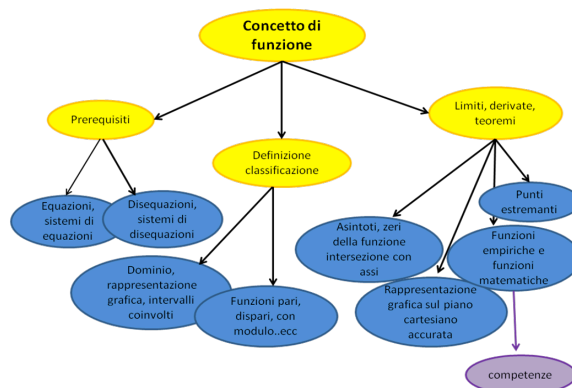 Concetto di
funzione
Prerequisiti
Limiti, derivate,
teoremi
Definizione
classificazione
Equazioni,
sistemi di
equazioni
Disequazioni,
sistemi di
disequazioni
Punti
estremanti
Asintoti, zeri
della funzione
intersezione con
assi
Funzioni
empiriche e
funzioni
matematiche
Dominio,
rappresentazione
grafica, intervalli
coinvolti
Funzioni pari,
dispari, con
modulo..ecc
Rappresentazione
grafica sul piano
cartesiano
accurata
competenze